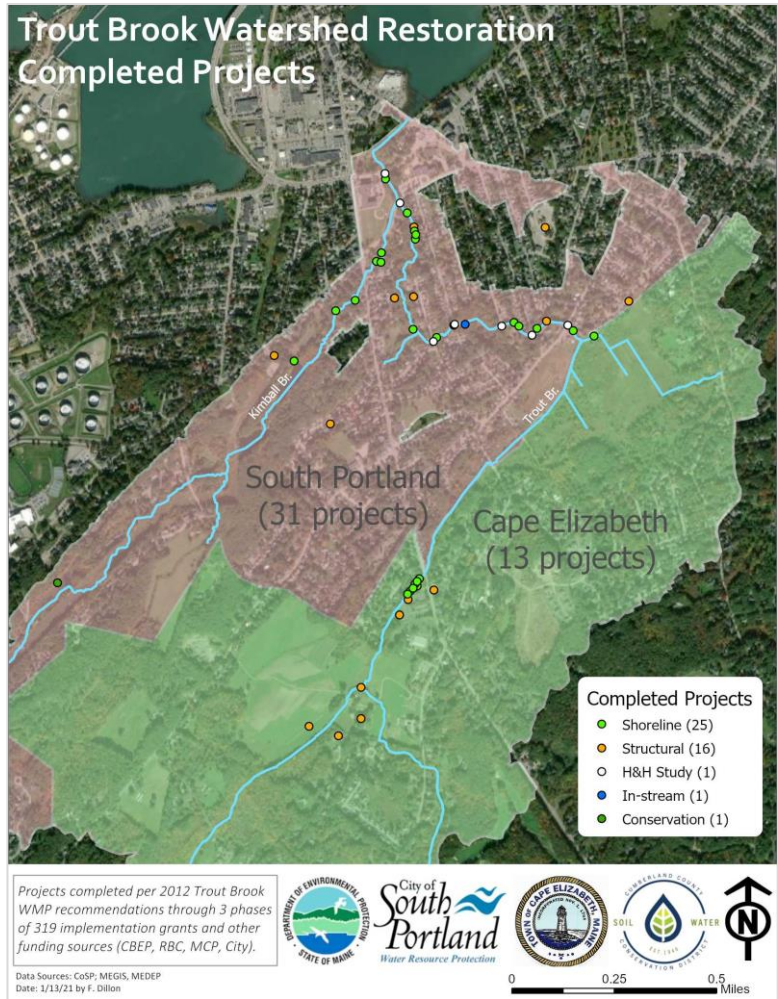 Trout Brook Watershed Restoration
Completed Projects
Kimball Br.
Trout Br.
South Portland
(31 projects)
Cape Elizabeth
(13 projects)
Completed Projects
Shoreline (25)
Structural (16)
H&H Study (1)
In-stream (1)
Conservation (1)
Projects completed per 2012 Trout Brook
WMP recommendations through 3 phases
of 319 implementation grants and other
funding sources (CBEP, RBC, MCP, City).
Data Sources: CoSP; MEGIS, MEDEP
Date: 1/13/21 by F. Dillon
DEPARTMENT OF ENVIRONMENTAL PROTECTION
STATE OF MAINE
City of
South
Portland
Water Resource Protection
TOWN OF CAPE ELIZABETH, MAINE
CUMBERLAND COUNTY
SOIL WATER
CONSERVATION DISTRICT
N
0 0.25 0.5
Miles